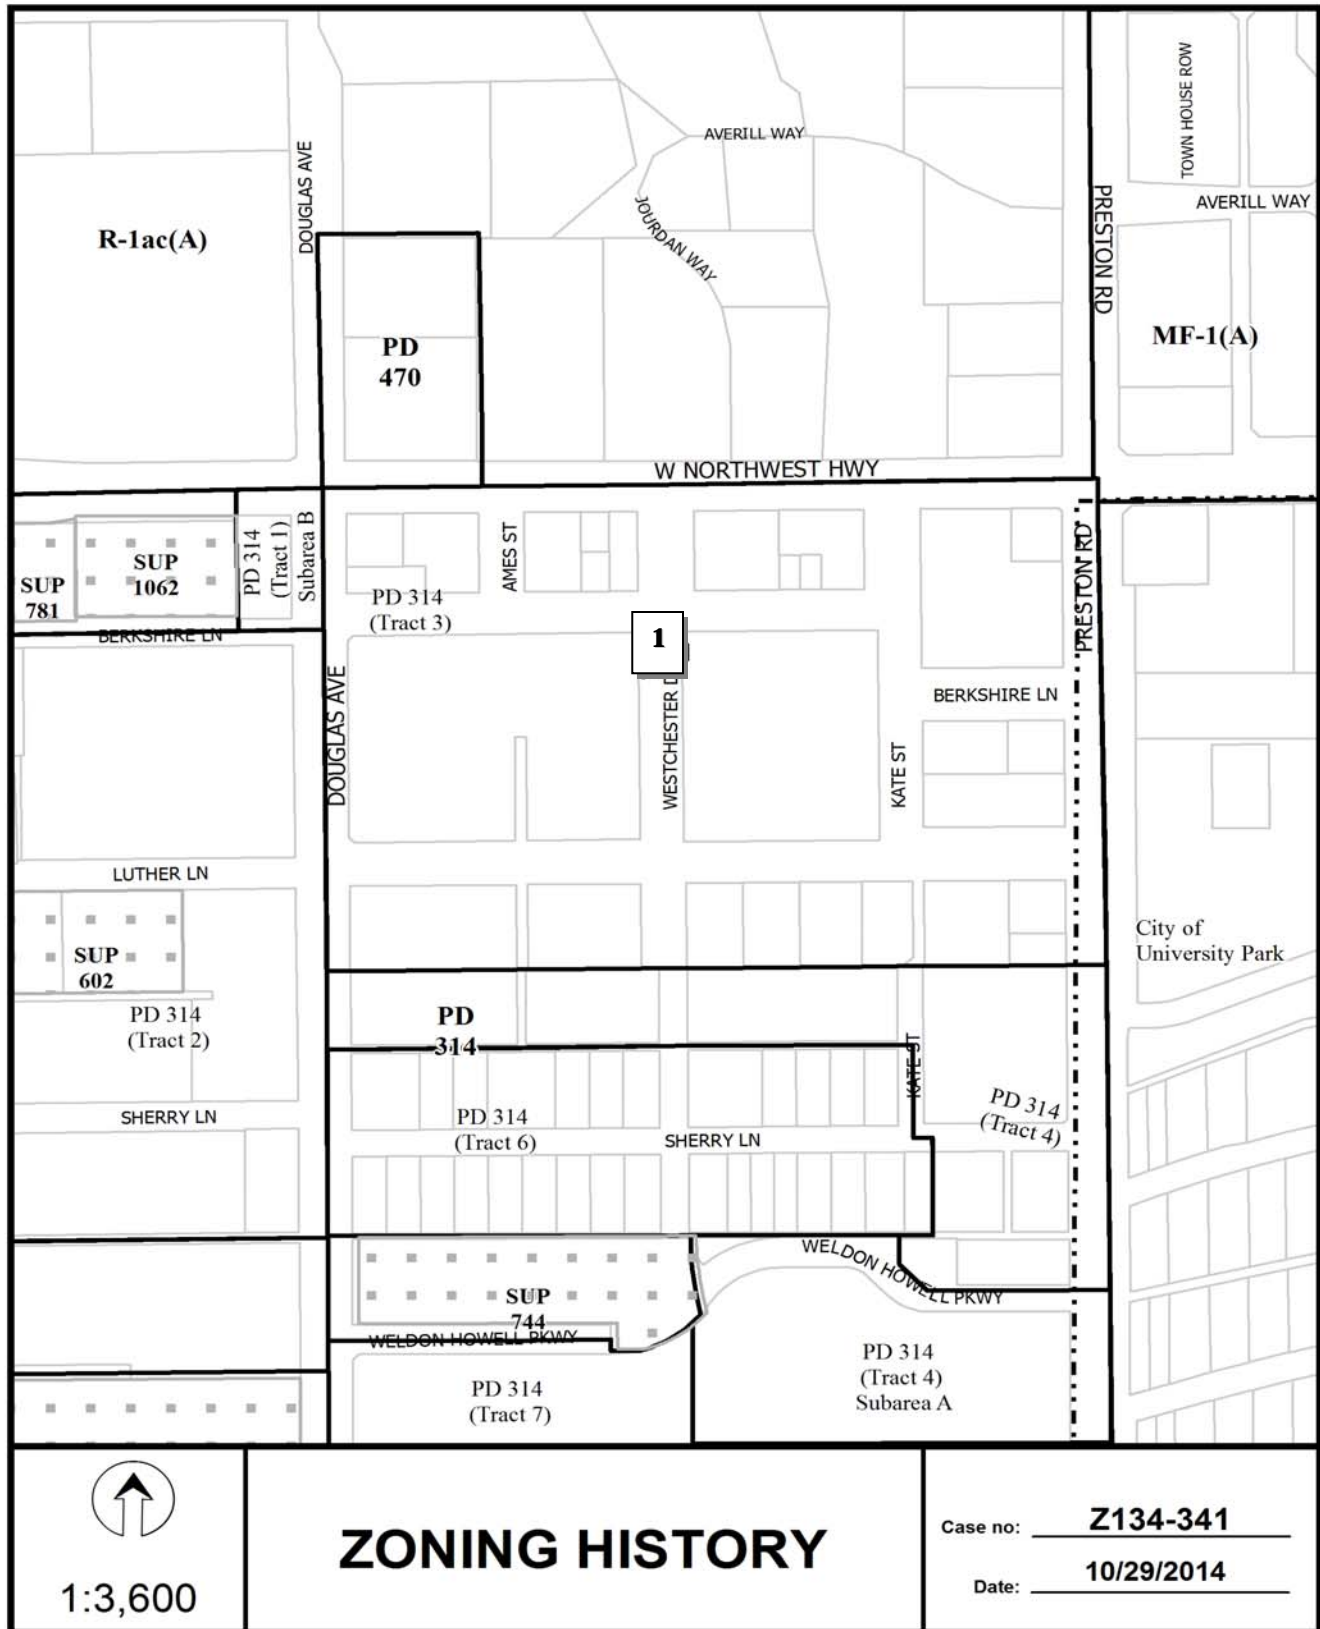 TOWN HOUSE ROW
AVERILL WAY
DOUGLAS AVE
PRESTON RD
AVERILL WAY
JOURDAN WAY
R-1ac(A)
MF-1(A)
PD
470
W NORTHWEST HWY
SUP
781
SUP
1062
PD 314
(Tract 1)
Subarea B
AMES ST
PD 314
(Tract 3)
PRESTON RD
1
BERKSHIRE LN
DOUGLAS AVE
WESTCHESTER D
BERKSHIRE LN
KATE ST
LUTHER LN
SUP
602
City of
University Park
PD 314
(Tract 2)
PD
314
KATE ST
SHERRY LN
PD 314
(Tract 6)
SHERRY LN
PD 314
(Tract 4)
WELDON HOWELL PKWY
SUP
744
WELDON HOWELL PKWY
PD 314
(Tract 7)
PD 314
(Tract 4)
Subarea A
1:3,600
ZONING HISTORY
Case no: Z134-341
Date: 10/29/2014